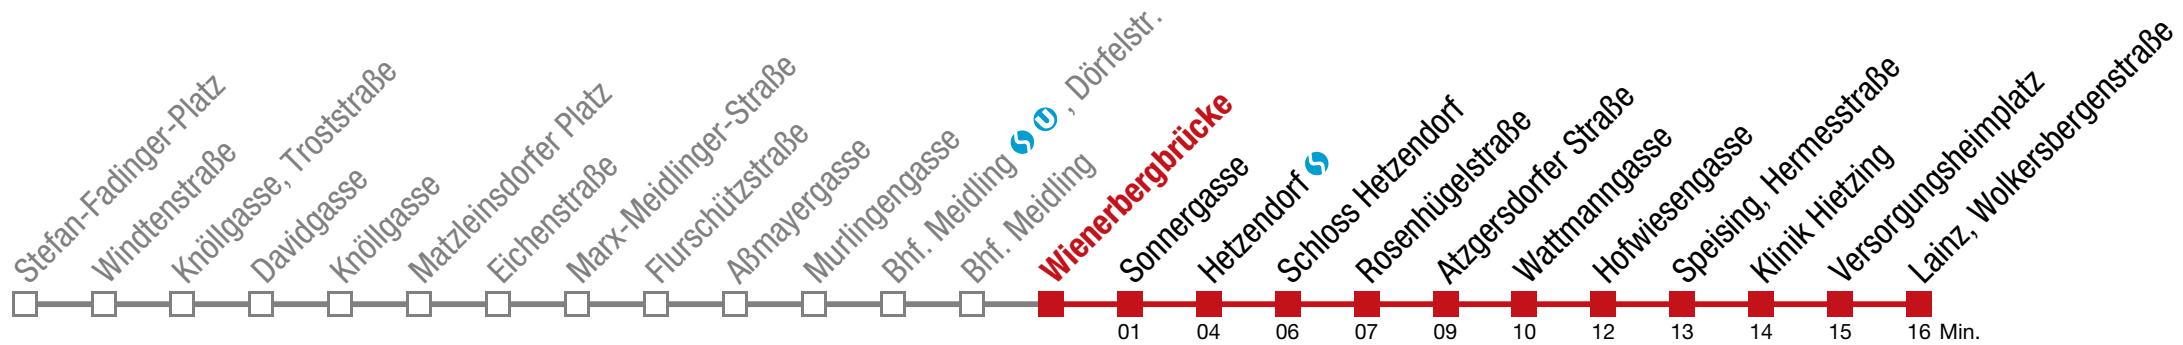 Stefan-Fadinger-Platz
Windtenstraße
Knöllgasse, Troststraße
Davidgasse
Knöllgasse
Matzleinsdorfer Platz
Eichenstraße
Marx-Meidlinger-Straße
Flurschützstraße
Aßmayergasse
Murlingengasse
Bhf. Meidling S U , Dörfelstr.
Bhf. Meidling
Wienerbergbrücke
Sonnergasse
Hetzendorf S
Schloss Hetzendorf
Rosenhügelstraße
Atzgersdorfer Straße
Wattmanngasse
Hofwiesengasse
Speising, Hermesstraße
Klinik Hietzing
Versorgungsheimplatz
Lainz, Wolkersbergenstraße
01 04 06 07 09 10 12 13 14 15 16 Min.